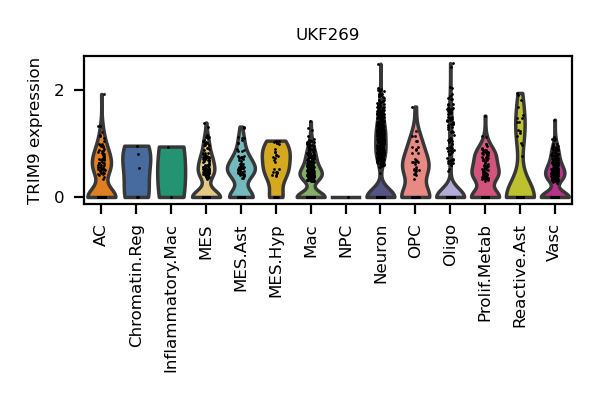 UKF269
TRIM9 expression
2
0
AC
Chromatin.Reg
Inflammatory.Mac
MES
MES.Ast
MES.Hyp
Mac
NPC
Neuron
OPC
Oligo
Prolif.Metab
Reactive.Ast
Vasc